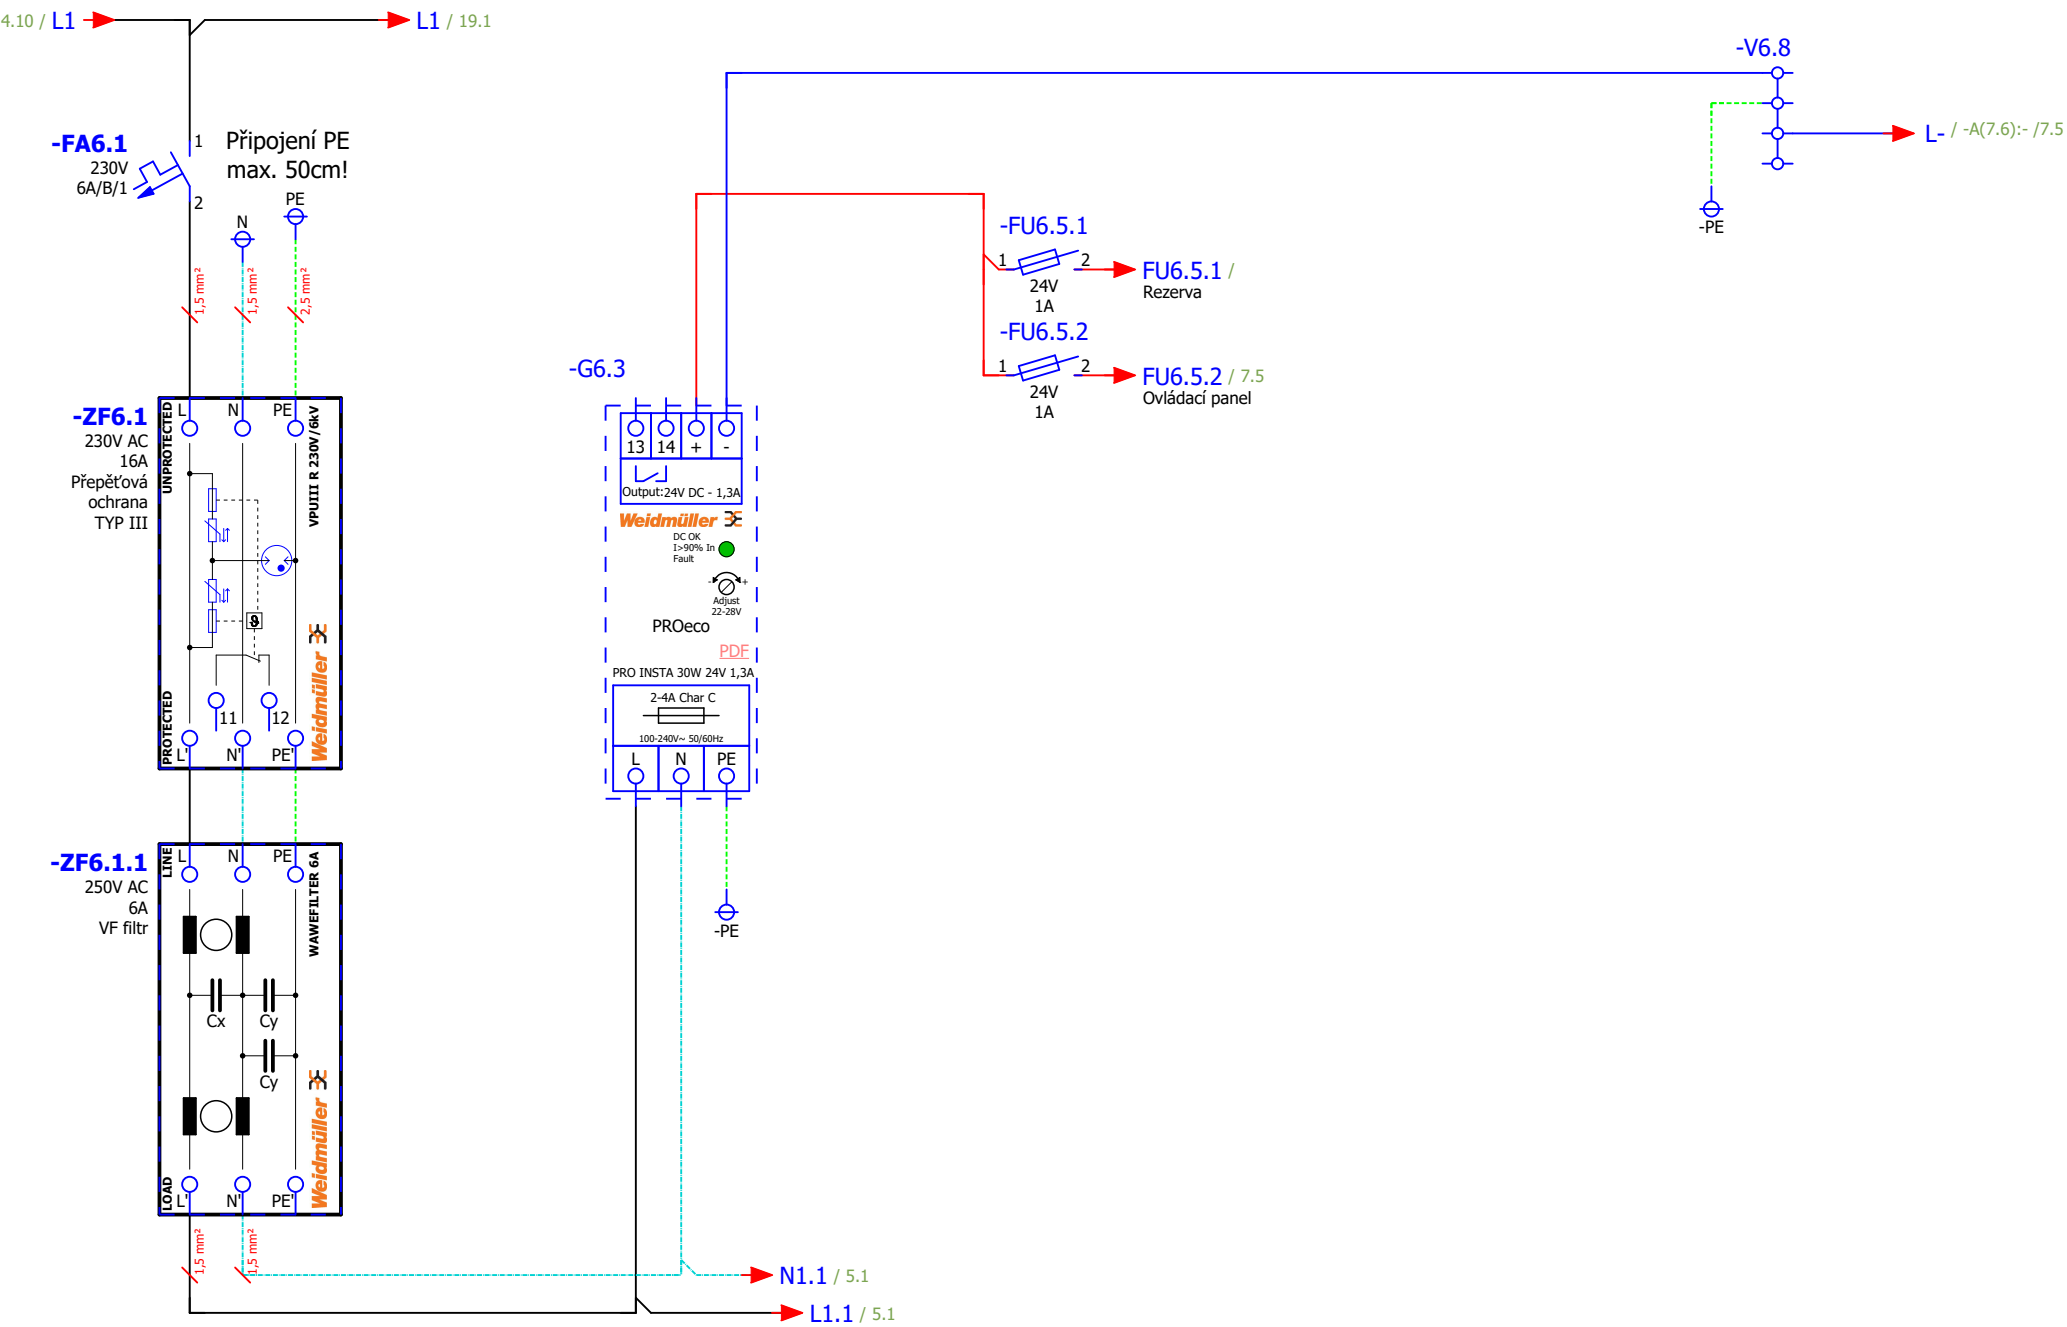 4.10 / L1
L1 / 19.1
-FA6.1
230V
6A/B/1
1
2
Připojení PE
max. 50cm!
N
PE
1,5 mm²
1,5 mm²
2,5 mm²
-ZF6.1
230V AC
16A
Přepěťová
ochrana
TYP III
UNPROTECTED
L
N
PE
VPUIII R 230V/6kV
ϑ
11
12
PROTECTED
L'
N'
PE'
Weidmüller
-ZF6.1.1
250V AC
6A
VF filtr
LINE
L
N
PE
WAWEFILTER 6A
Cx
Cy
Cy
LOAD
L'
N'
PE'
Weidmüller
1,5 mm²
1,5 mm²
-G6.3
13
14
+
-
Output:24V DC - 1,3A
Weidmüller
DC OK
I>90% In
Fault
- +
Adjust
22-28V
PROeco
PDF
PRO INSTA 30W 24V 1,3A
2-4A Char C
100-240V~ 50/60Hz
L
N
PE
-PE
N1.1 / 5.1
L1.1 / 5.1
-FU6.5.1
1
2
24V
1A
FU6.5.1 /
Rezerva
-FU6.5.2
1
2
24V
1A
FU6.5.2 / 7.5
Ovládací panel
-V6.8
-PE
L- / -A(7.6):- /7.5